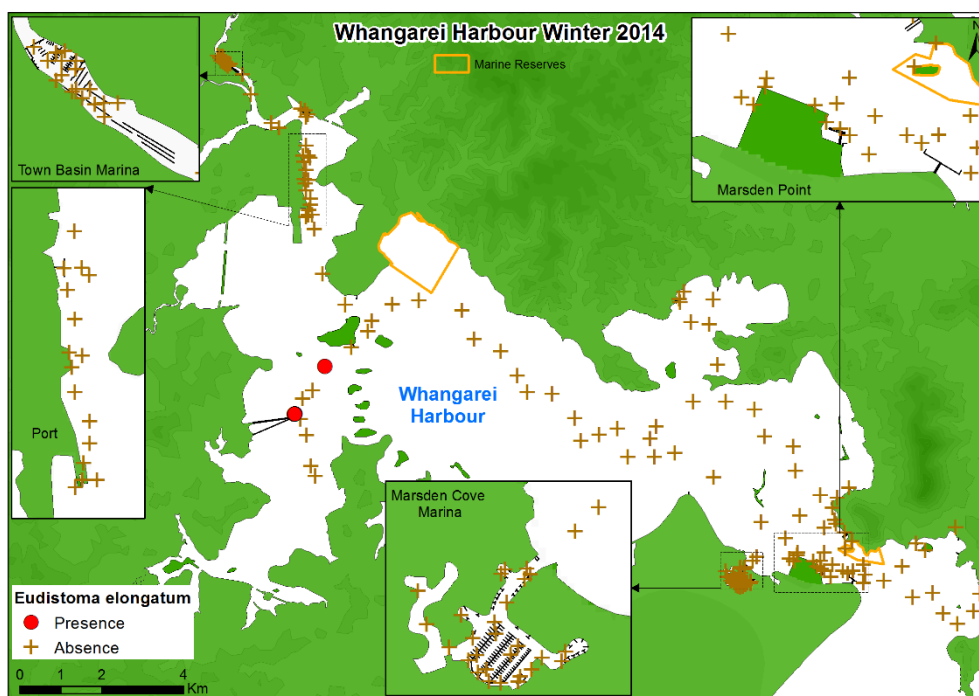 Whangarei Harbour Winter 2014
Marine Reserves
N
Town Basin Marina
Marsden Point
Port
Whangarei
Harbour
Marsden Cove
Marina
Eudistoma elongatum
Presence
Absence
0 1 2 4
Km